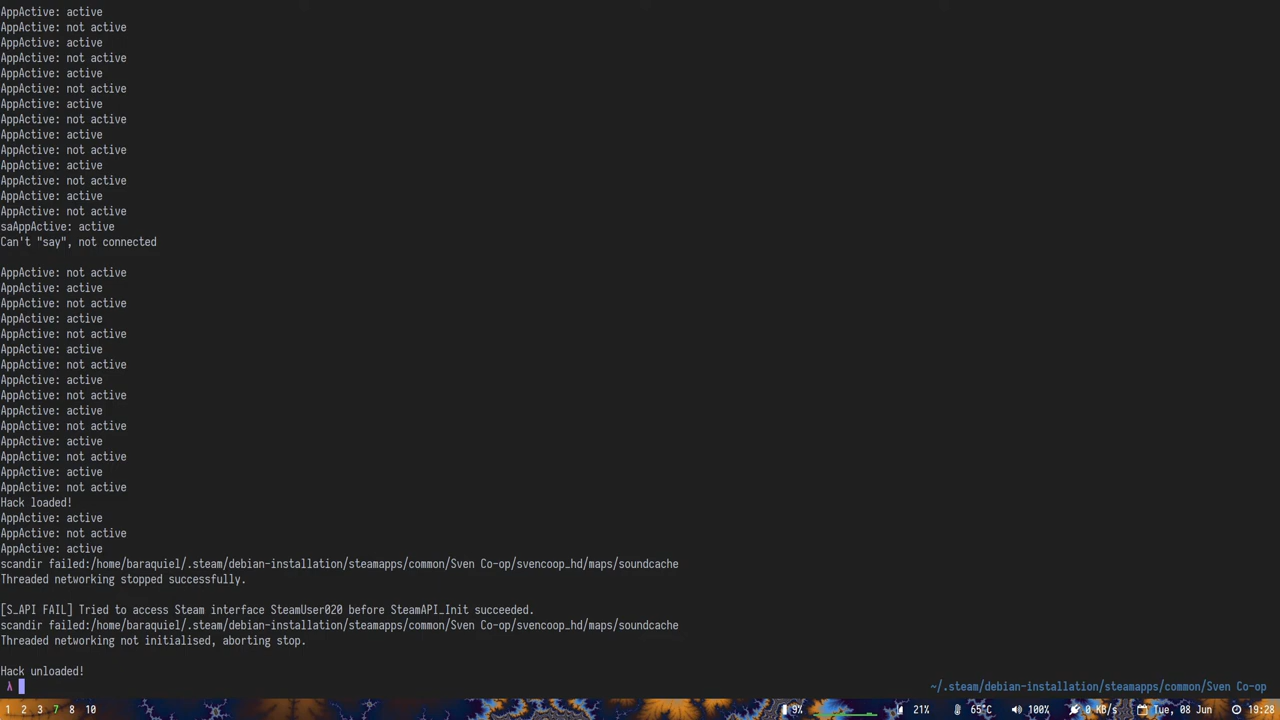 AppActive: active
AppActive: not active
AppActive: active
AppActive: not active
AppActive: active
AppActive: not active
AppActive: active
AppActive: not active
AppActive: active
AppActive: not active
AppActive: active
AppActive: not active
AppActive: active
AppActive: not active
saAppActive: active
Can't "say", not connected
AppActive: not active
AppActive: active
AppActive: not active
AppActive: active
AppActive: not active
AppActive: active
AppActive: not active
AppActive: active
AppActive: not active
AppActive: active
AppActive: not active
AppActive: active
AppActive: not active
AppActive: active
AppActive: not active
Hack loaded!
AppActive: active
AppActive: not active
AppActive: active
scandir failed:/home/baraquiel/.steam/debian-installation/steamapps/common/Sven Co-op/svencoop_hd/maps/soundcache
Threaded networking stopped successfully.
[S_API FAIL] Tried to access Steam interface SteamUser020 before SteamAPI_Init succeeded.
scandir failed:/home/baraquiel/.steam/debian-installation/steamapps/common/Sven Co-op/svencoop_hd/maps/soundcache
Threaded networking not initialised, aborting stop.
Hack unloaded!
λ ~/.steam/debian-installation/steamapps/common/Sven Co-op
1 2 3 4 7 8 10 9% 21% 65°C 100% 0 KB/s Tue, 08 Jun 19:28